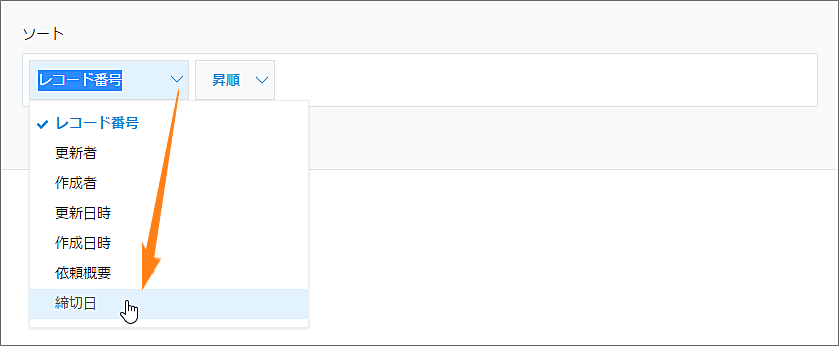 ソート
レコード番号 昇順
レコード番号
更新者
作成者
更新日時
作成日時
依頼概要
締切日